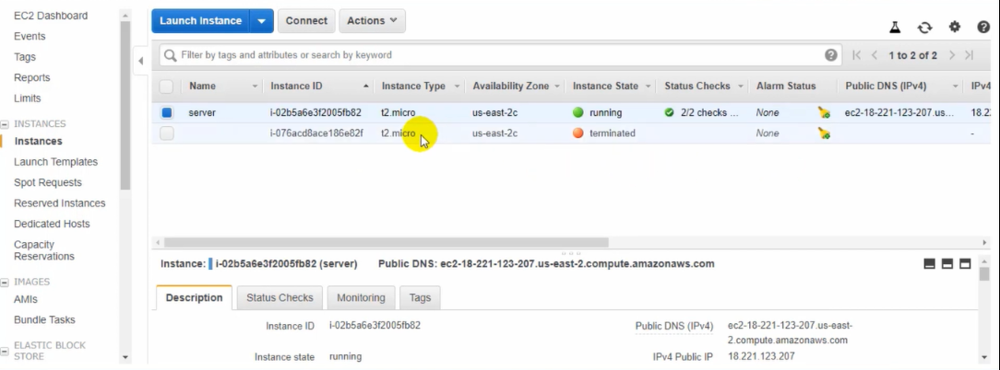 EC2 Dashboard
Events
Tags
Reports
Limits
INSTANCES
Instances
Launch Templates
Spot Requests
Reserved Instances
Dedicated Hosts
Capacity
Reservations
IMAGES
AMIs
Bundle Tasks
ELASTIC BLOCK
STORE
Launch Instance Connect Actions
Filter by tags and attributes or search by keyword 1 to 2 of 2
Name Instance ID Instance Type Availability Zone Instance State Status Checks Alarm Status Public DNS (IPv4) IPv4
server i-02b5a6e3f2005fb82 t2.micro us-east-2c running 2/2 checks ... None ec2-18-221-123-207.us... 18.2
i-076acd8ace186e82f t2.micro us-east-2c terminated None -
Instance: i-02b5a6e3f2005fb82 (server) Public DNS: ec2-18-221-123-207.us-east-2.compute.amazonaws.com
Description Status Checks Monitoring Tags
Instance ID i-02b5a6e3f2005fb82 Public DNS (IPv4) ec2-18-221-123-207.us-east-
2.compute.amazonaws.com
Instance state running IPv4 Public IP 18.221.123.207